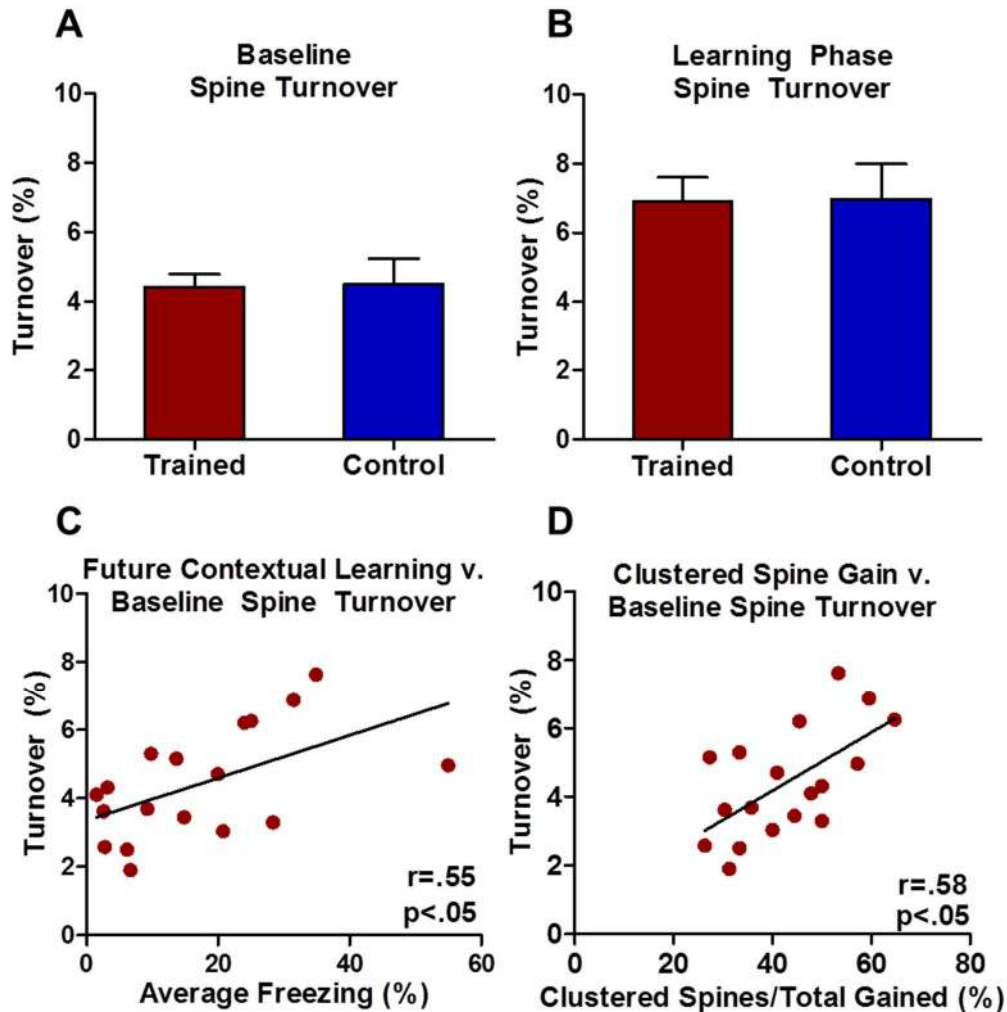 A
Baseline
Spine Turnover
Turnover (%)
10
8
6
4
2
0
Trained
Control
B
Learning Phase
Spine Turnover
Turnover (%)
10
8
6
4
2
0
Trained
Control
C
Future Contextual Learning v.
Baseline Spine Turnover
Turnover (%)
10
8
6
4
2
0
r=.55
p<.05
0
20
40
60
Average Freezing (%)
D
Clustered Spine Gain v.
Baseline Spine Turnover
Turnover (%)
10
8
6
4
2
0
r=.58
p<.05
0
20
40
60
80
Clustered Spines/Total Gained (%)